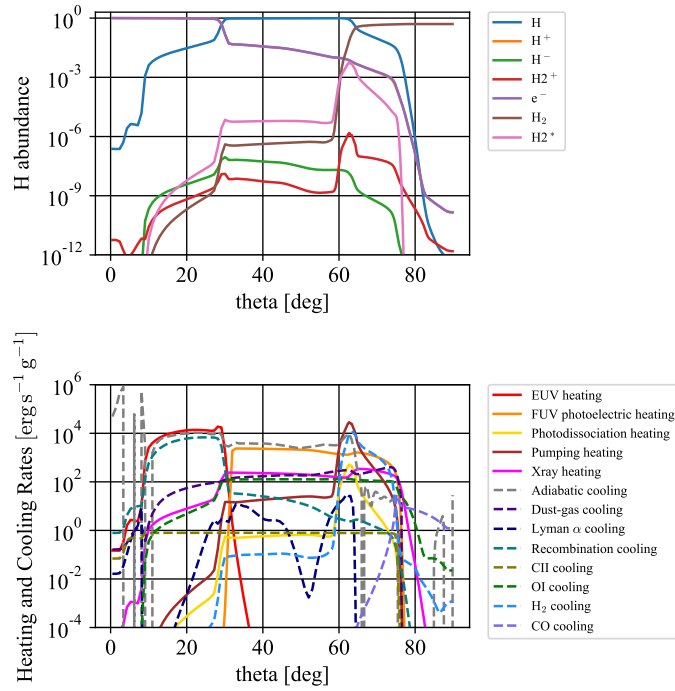 10^0
10^-3
10^-6
10^-9
10^-12
H abundance
0 20 40 60 80
theta [deg]
H
H^+
H^-
H2^+
e^-
H_2
H2^*
10^6
10^4
10^2
10^0
10^-2
10^-4
Heating and Cooling Rates [erg s^-1 g^-1]
0 20 40 60 80
theta [deg]
EUV heating
FUV photoelectric heating
Photodissociation heating
Pumping heating
Xray heating
Adiabatic cooling
Dust-gas cooling
Lyman α cooling
Recombination cooling
CII cooling
OI cooling
H_2 cooling
CO cooling